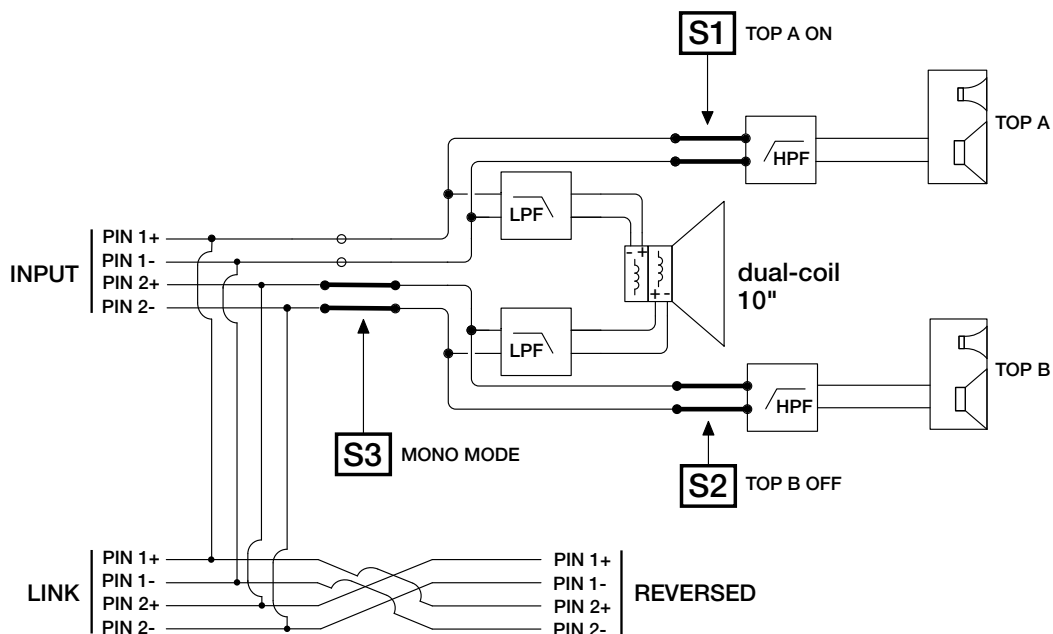 S1 TOP A ON
HPF
TOP A
LPF
INPUT
PIN 1+
PIN 1-
PIN 2+
PIN 2-
- +
+ -
dual-coil
10"
LPF
HPF
TOP B
S3 MONO MODE
S2 TOP B OFF
LINK
PIN 1+
PIN 1-
PIN 2+
PIN 2-
PIN 1+
PIN 1-
PIN 2+
PIN 2-
REVERSED